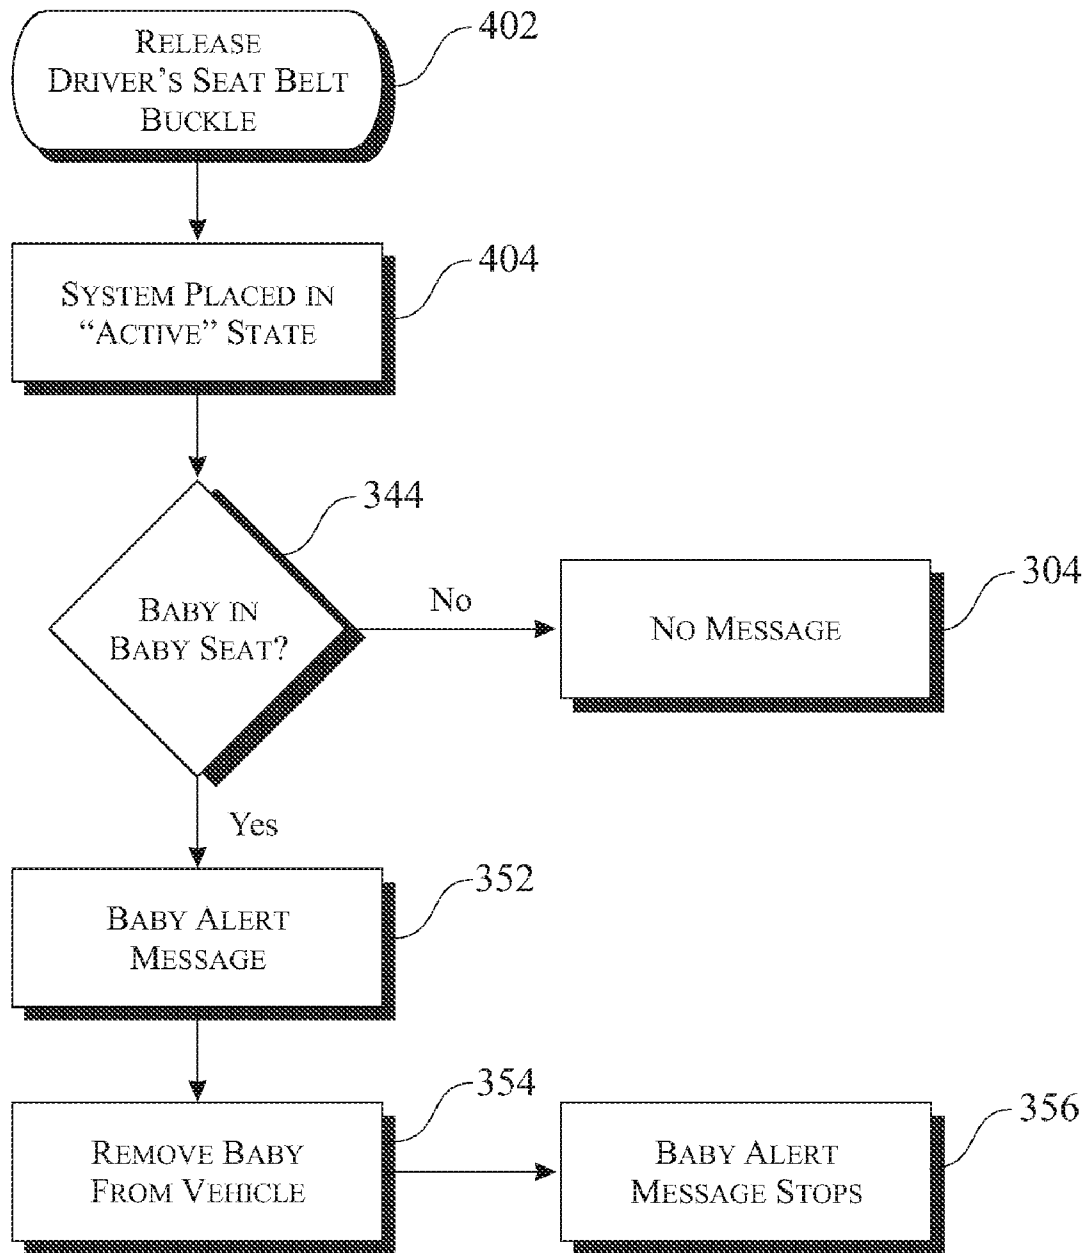 RELEASE
DRIVER'S SEAT BELT
BUCKLE
402
SYSTEM PLACED IN
“ACTIVE” STATE
404
344
BABY IN
BABY SEAT?
No
NO MESSAGE
304
Yes
BABY ALERT
MESSAGE
352
REMOVE BABY
FROM VEHICLE
354
BABY ALERT
MESSAGE STOPS
356